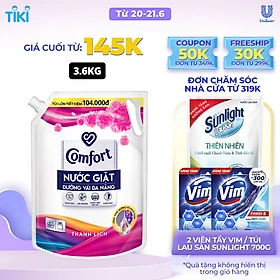 TIKI
Từ 20-21.6
Unilever
GIÁ CUỐI TỪ: 145K
3.6KG
COUPON
50K
ĐƠN TỪ 349K
FREESHIP
30K
ĐƠN TỪ 299K
ĐƠN CHĂM SÓC
NHÀ CỬA TỪ 319K
104.000đ
Comfort
NƯỚC GIẶT
DƯỠNG VẢI ĐA NĂNG
THANH LỊCH
Sunlight
THIÊN NHIÊN
Vim
Vim
2 VIÊN TẨY VIM / TÚI
LAU SÀN SUNLIGHT 700G
*Quà tặng không hiển thị
trong giỏ hàng